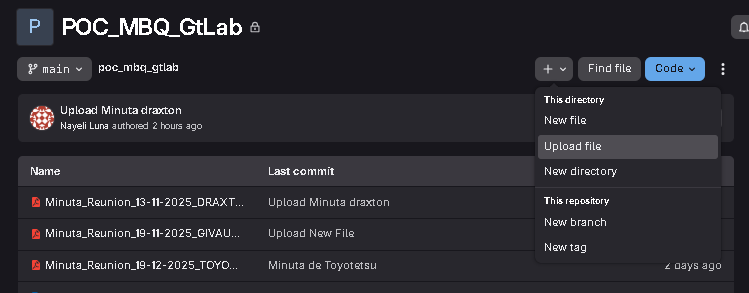 P
POC_MBQ_GtLab
main
poc_mbq_gtlab
Find file
Code
Upload Minuta draxton
Nayeli Luna authored 2 hours ago
This directory
New file
Upload file
New directory
This repository
New branch
New tag
Name
Last commit
Minuta_Reunion_13-11-2025_DRAXT...
Upload Minuta draxton
Minuta_Reunion_19-11-2025_GIVAU...
Upload New File
Minuta_Reunion_19-12-2025_TOYO...
Minuta de Toyotetsu
2 days ago